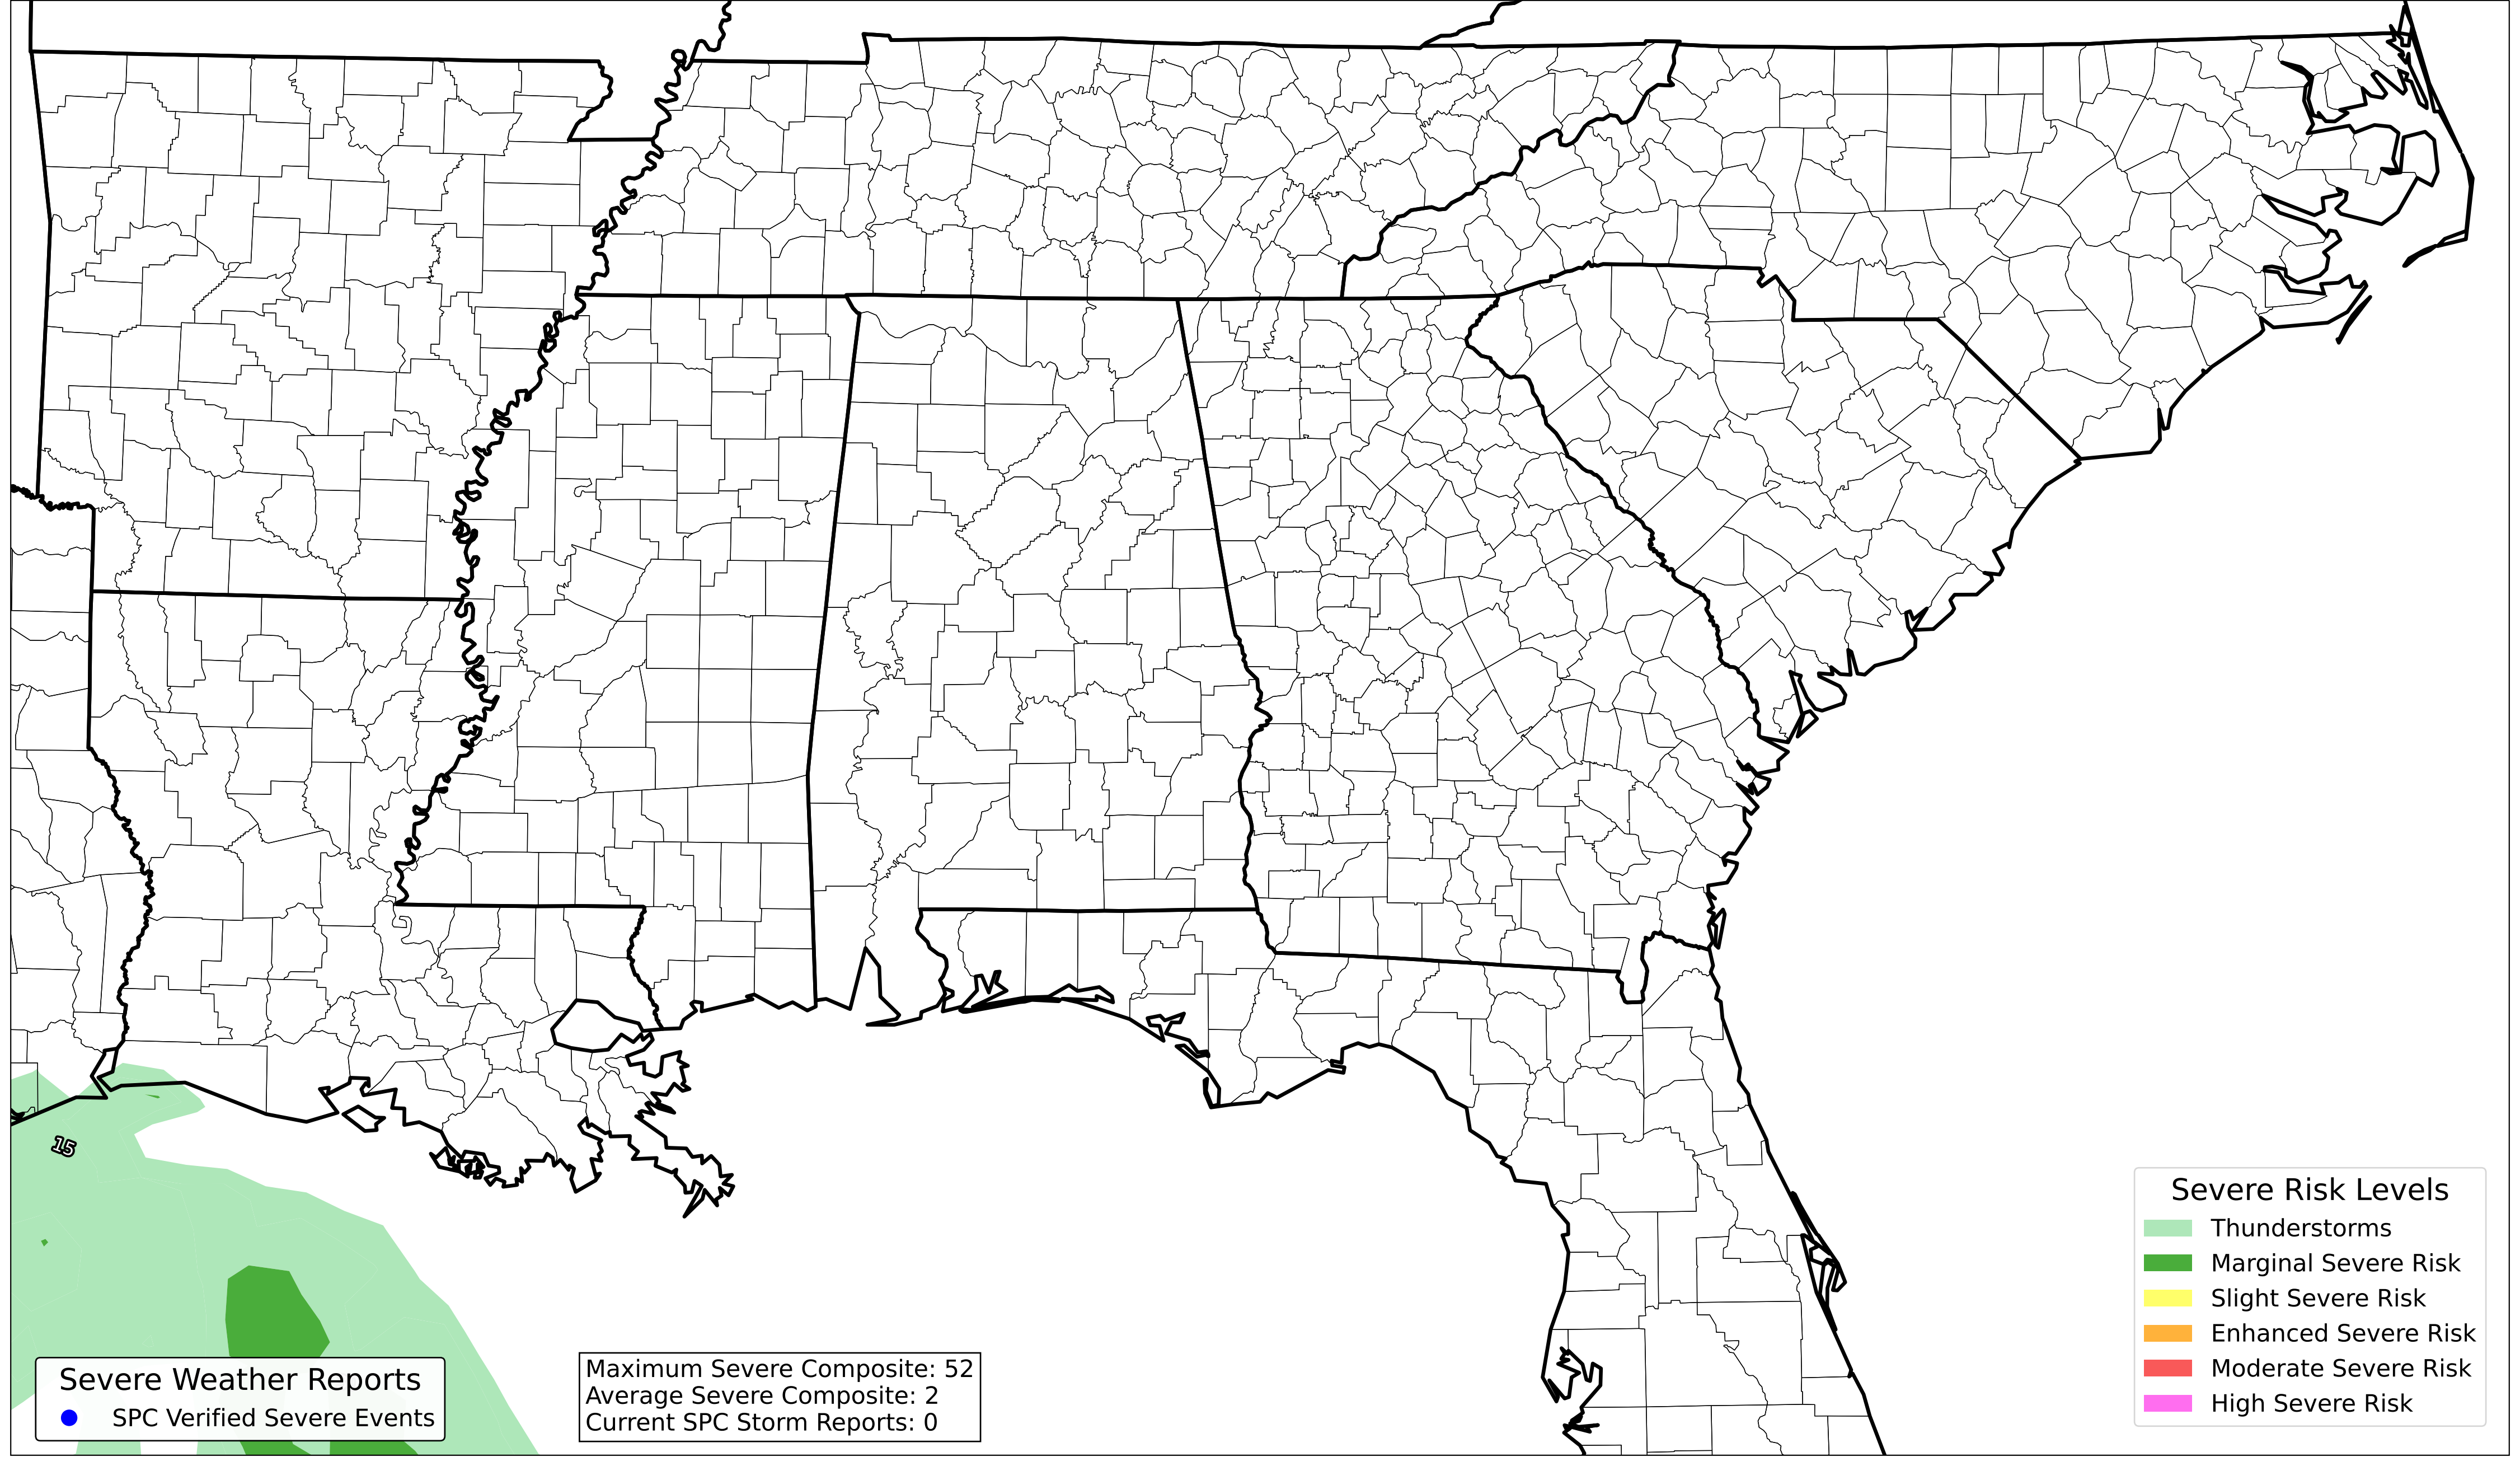 15
Severe Weather Reports
SPC Verified Severe Events
Maximum Severe Composite: 52
Average Severe Composite: 2
Current SPC Storm Reports: 0
Severe Risk Levels
Thunderstorms
Marginal Severe Risk
Slight Severe Risk
Enhanced Severe Risk
Moderate Severe Risk
High Severe Risk